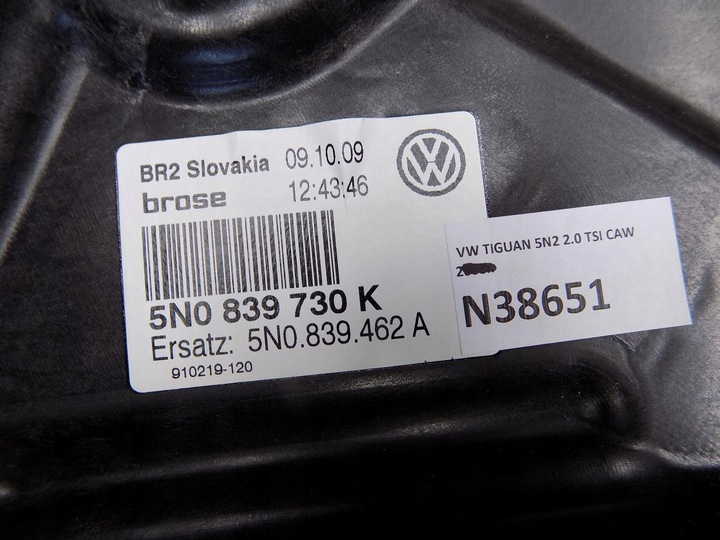 BR2 Slovakia 09.10.09
brose 12:43:46
5N0 839 730 K
Ersatz: 5N0.839.462 A
910219-120
VW TIGUAN 5N2 2.0 TSI CAW
N38651